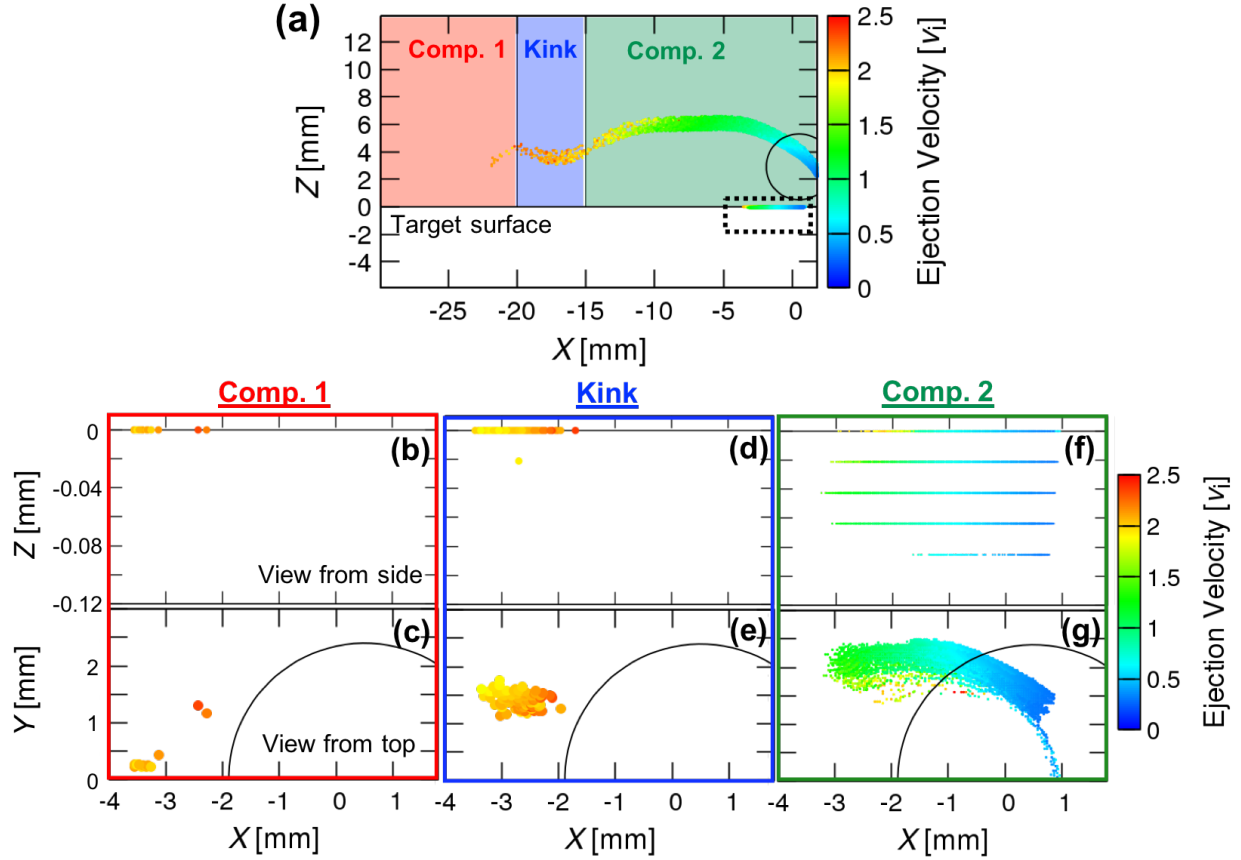 (a)
Comp. 1 Kink Comp. 2
Z [mm]
14
12
10
8
6
4
2
0
-2
-4
Target surface
-25 -20 -15 -10 -5 0
X [mm]
2.5
2
1.5
1
0.5
0
Ejection Velocity [vi]
Comp. 1 Kink Comp. 2
Z [mm]
0
-0.04
-0.08
-0.12
(b) (d) (f)
View from side
Y [mm]
2
1
0
(c) (e) (g)
View from top
-4 -3 -2 -1 0 1
-4 -3 -2 -1 0 1
-4 -3 -2 -1 0 1
X [mm] X [mm] X [mm]
2.5
2
1.5
1
0.5
0
Ejection Velocity [vi]